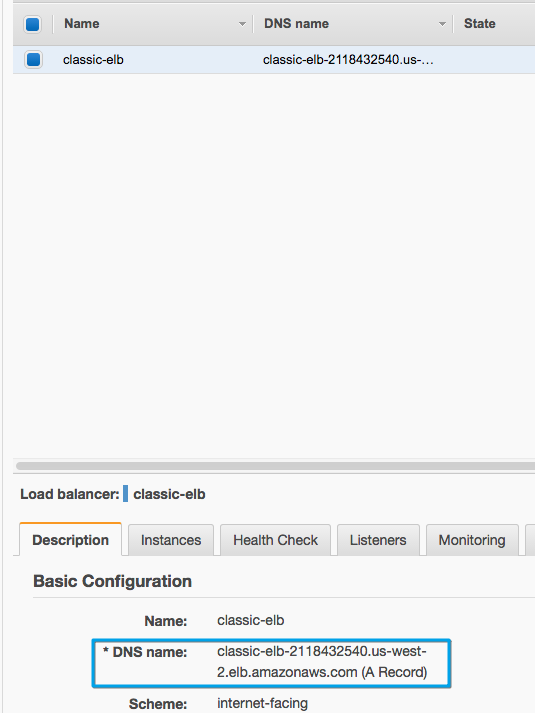 Name DNS name State
classic-elb classic-elb-2118432540.us-...
Load balancer: classic-elb
Description Instances Health Check Listeners Monitoring
Basic Configuration
Name: classic-elb
* DNS name: classic-elb-2118432540.us-west-
2.elb.amazonaws.com (A Record)
Scheme: internet-facing